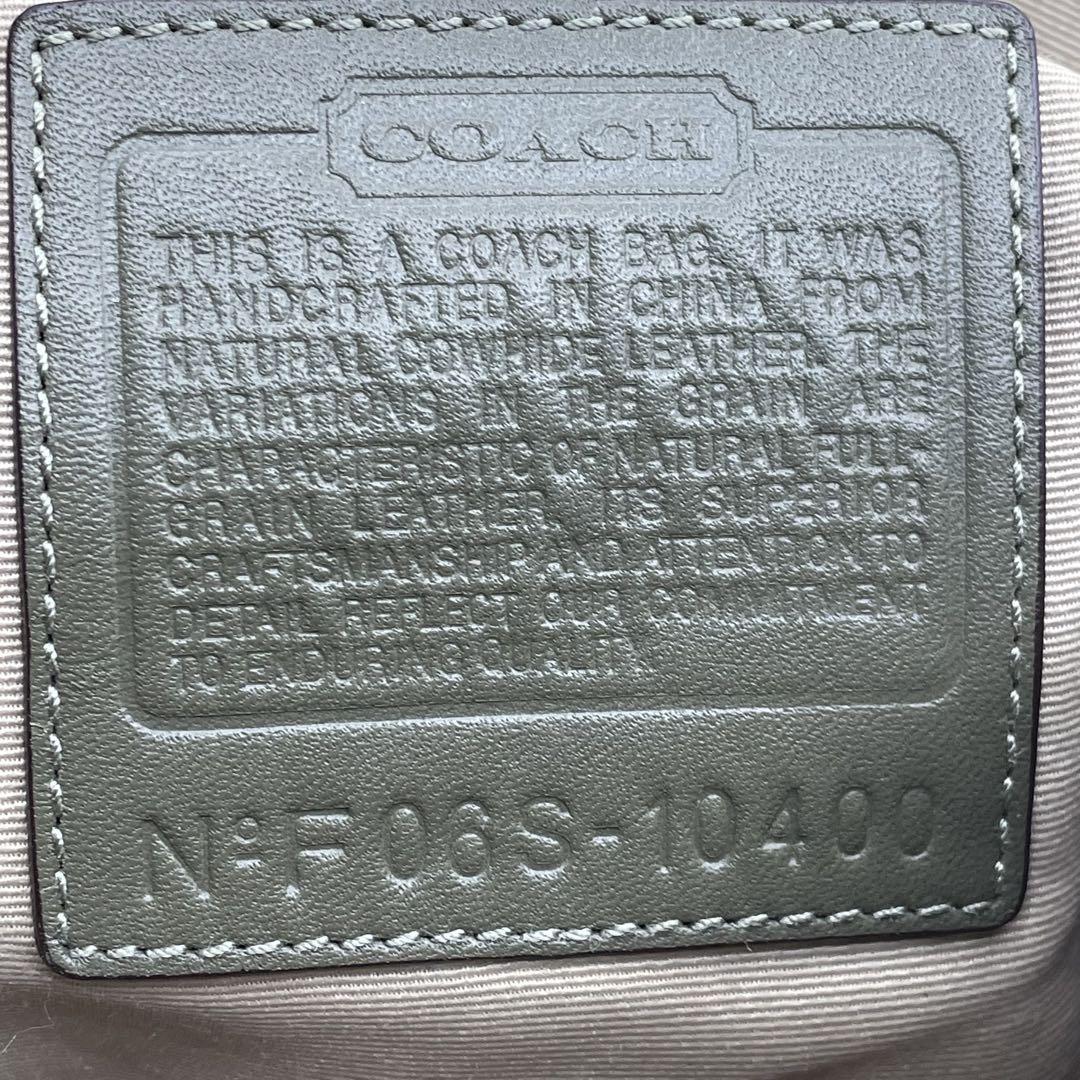 COACH
THIS IS A COACH BAG. IT WAS
HANDCRAFTED IN CHINA FROM
NATURAL COWHIDE LEATHER. THE
VARIATIONS IN THE GRAIN ARE
CHARACTERISTIC OF NATURAL FULL-
GRAIN LEATHER. ITS SUPERIOR
CRAFTSMANSHIP AND ATTENTION TO
DETAIL REFLECT OUR COMMITMENT
TO ENDURING QUALITY.
Nº F06S-10400